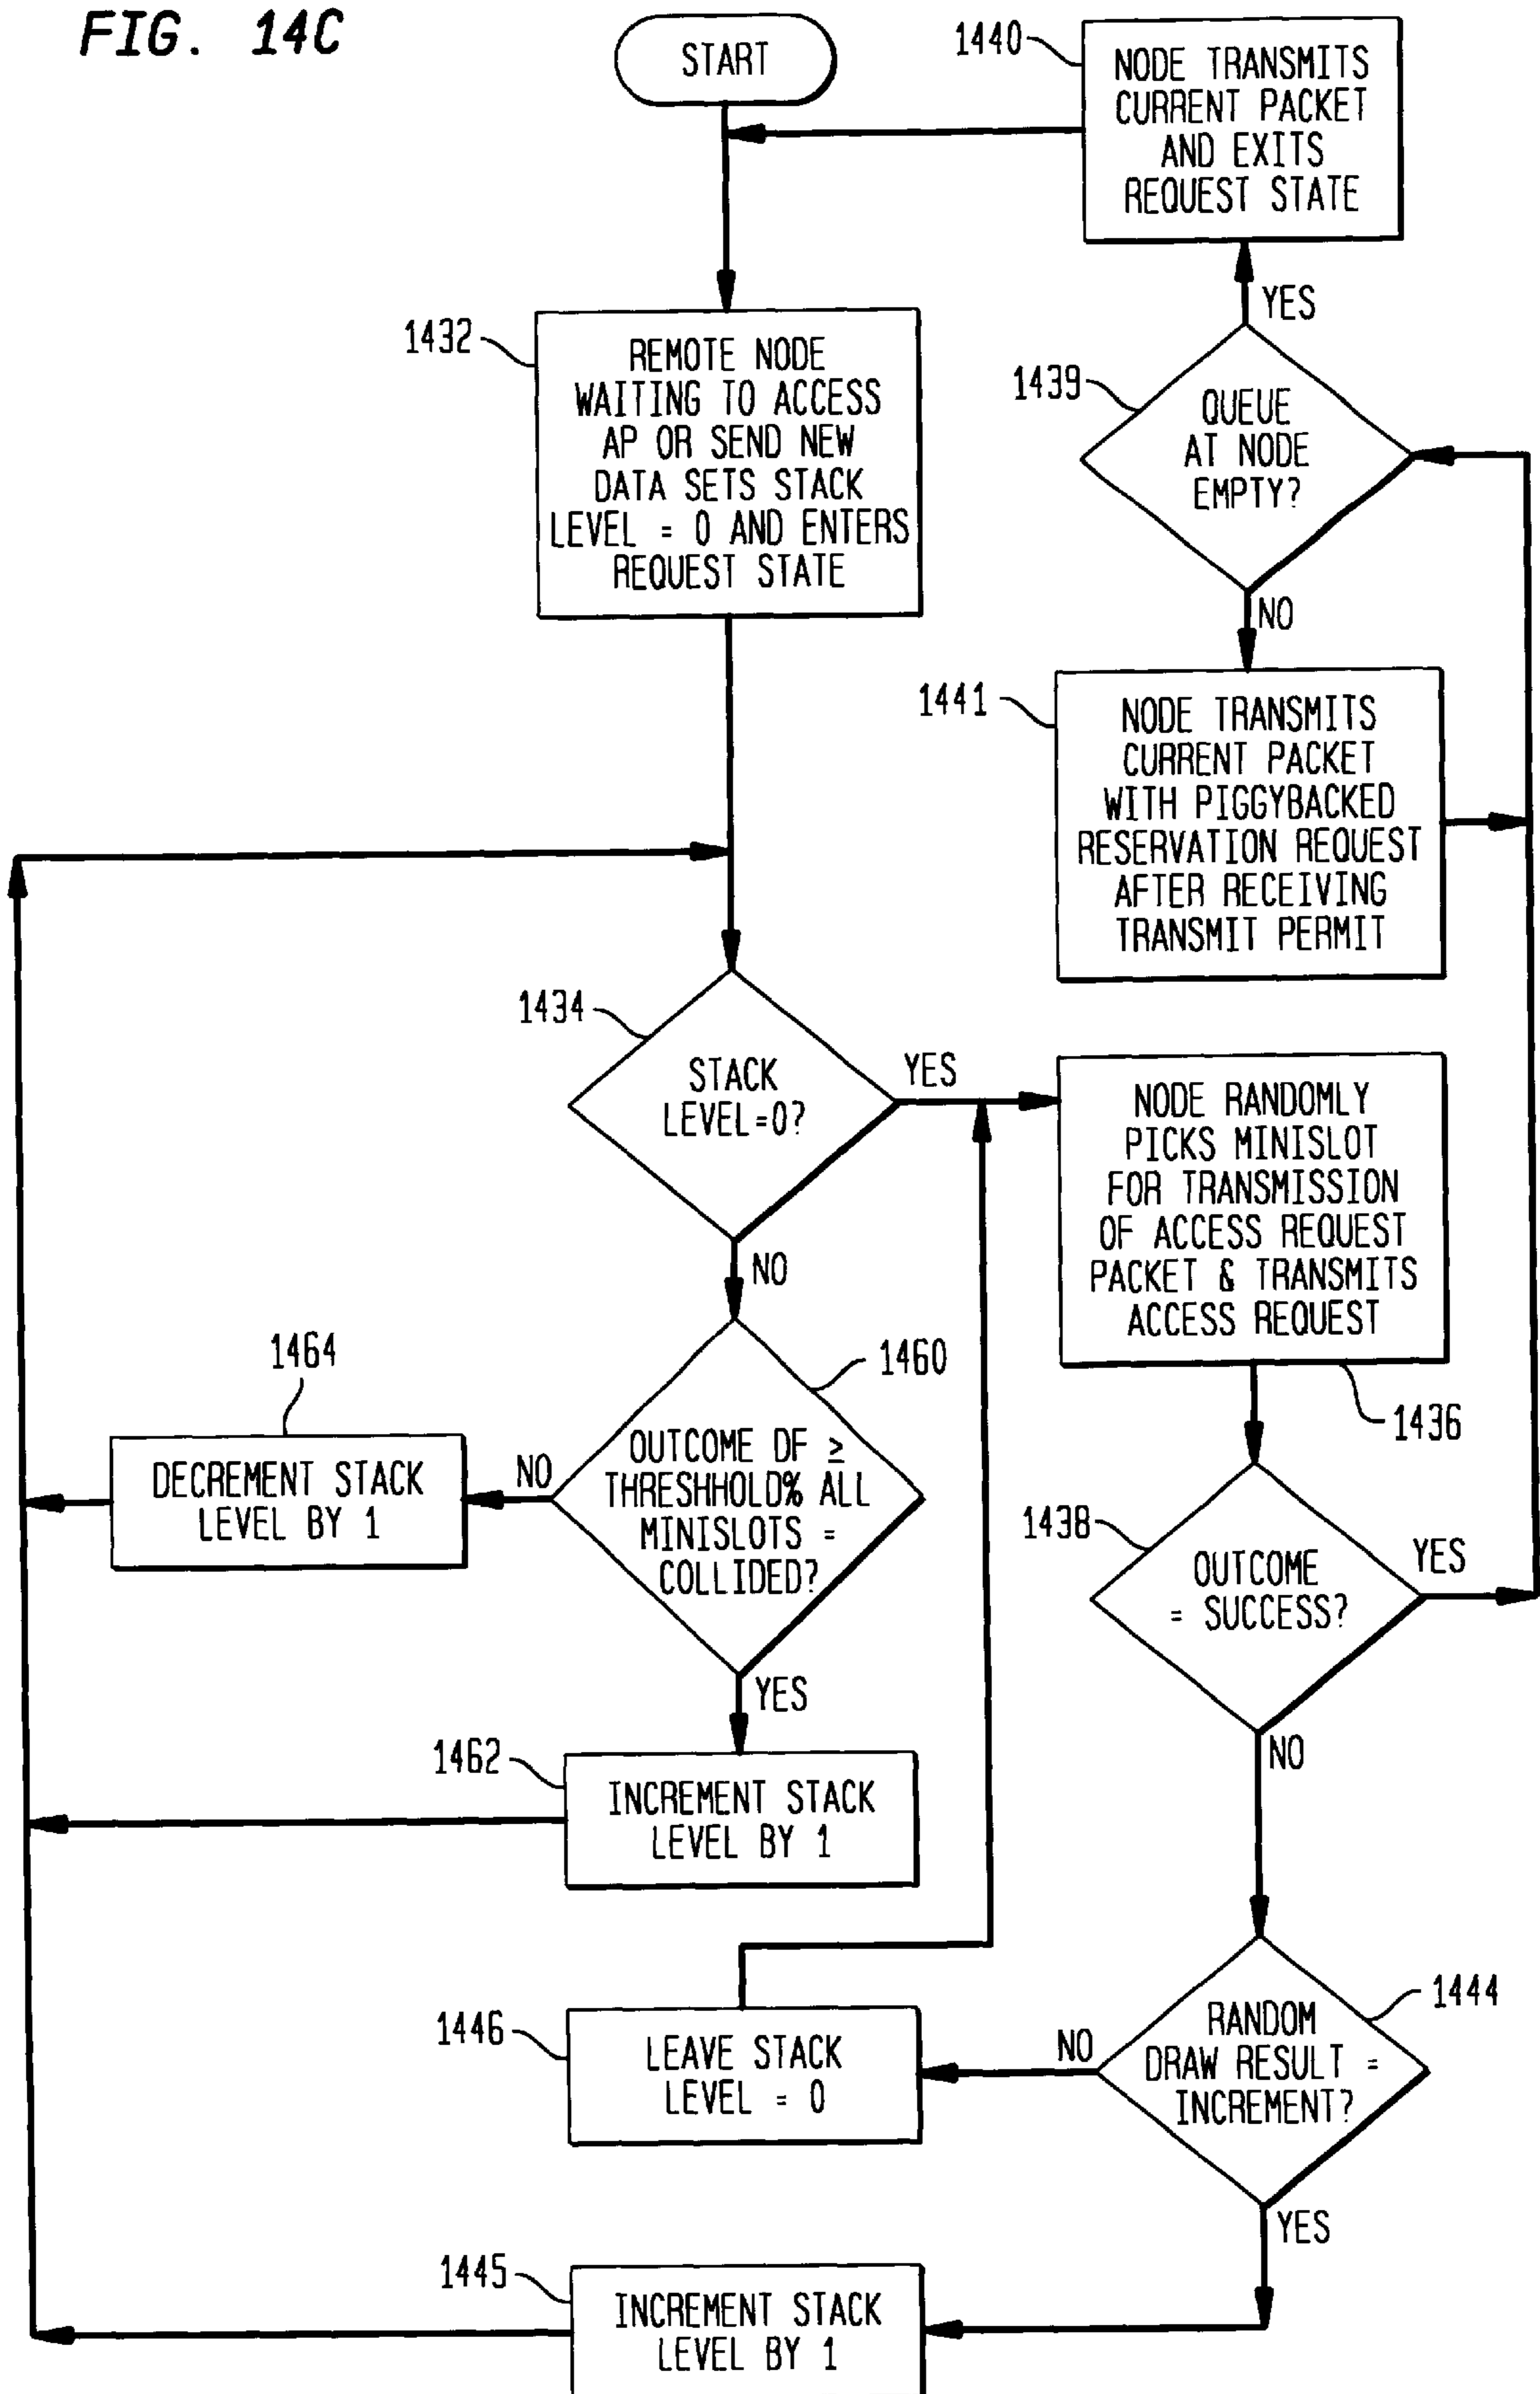 FIG. 14C
START
1440
NODE TRANSMITS
CURRENT PACKET
AND EXITS
REQUEST STATE
YES
1432
REMOTE NODE
WAITING TO ACCESS
AP OR SEND NEW
DATA SETS STACK
LEVEL = 0 AND ENTERS
REQUEST STATE
1439
QUEUE
AT NODE
EMPTY?
NO
1441
NODE TRANSMITS
CURRENT PACKET
WITH PIGGYBACKED
RESERVATION REQUEST
AFTER RECEIVING
TRANSMIT PERMIT
1434
STACK
LEVEL=0?
YES
NO
NODE RANDOMLY
PICKS MINISLOT
FOR TRANSMISSION
OF ACCESS REQUEST
PACKET & TRANSMITS
ACCESS REQUEST
1436
1460
OUTCOME DF ≥
THRESHHOLD% ALL
MINISLOTS =
COLLIDED?
NO
1464
DECREMENT STACK
LEVEL BY 1
YES
1438
OUTCOME
= SUCCESS?
YES
NO
1462
INCREMENT STACK
LEVEL BY 1
1444
RANDOM
DRAW RESULT =
INCREMENT?
NO
1446
LEAVE STACK
LEVEL = 0
YES
1445
INCREMENT STACK
LEVEL BY 1